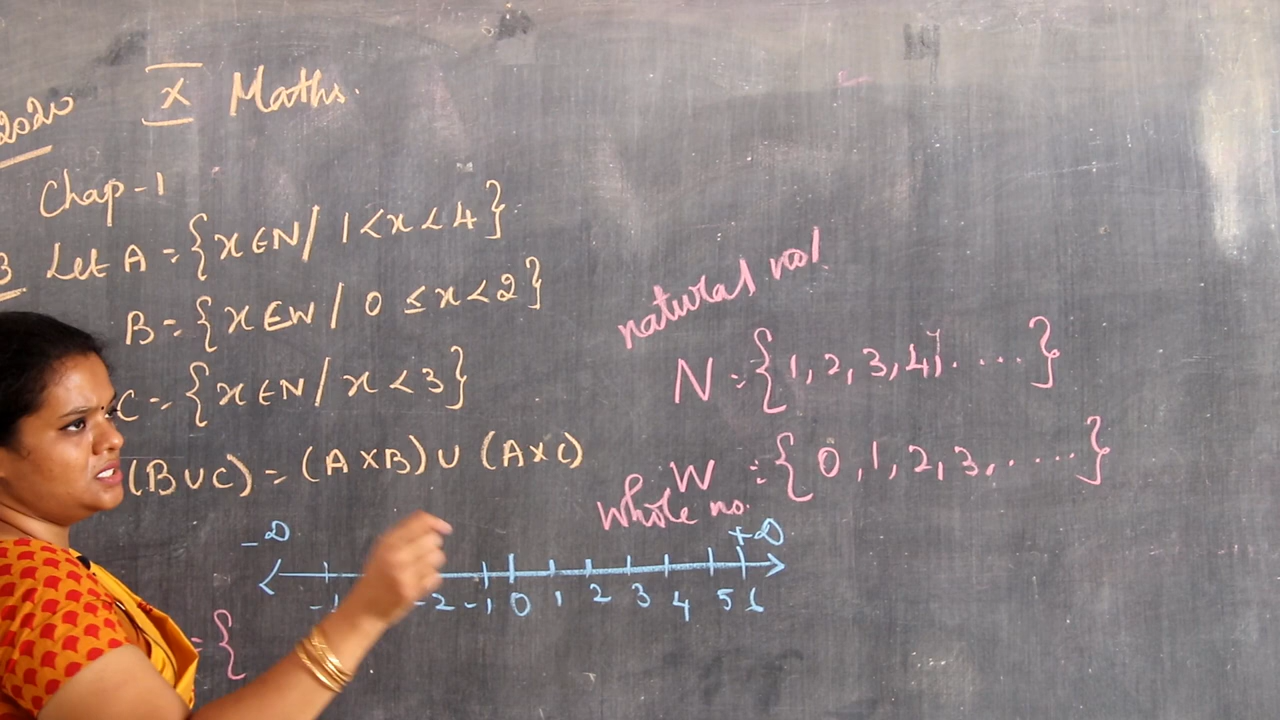 2020 X Maths.
Chap-1
3 Let A = {x∈N/ 1<x<4}
B = {x∈W / 0 ≤ x < 2}
C = {x∈N / x < 3}
(B∪C) = (A×B) ∪ (A×C)
natural no.
N = {1, 2, 3, 4, ....}
W = {0, 1, 2, 3, .....}
Whole no.
-∞ +∞
-2 -1 0 1 2 3 4 5 6
= {